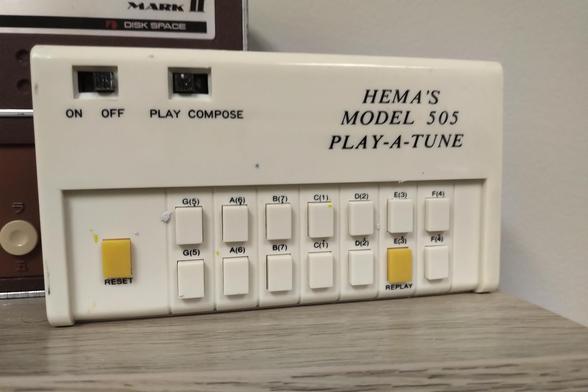 MARK II
DISK SPACE
HEMA'S
MODEL 505
PLAY-A-TUNE
ON OFF
PLAY COMPOSE
G(5) A(6) B(7) C(1) D(2) E(3) F(4)
G(5) A(6) B(7) C(1) D(2) E(3) F(4)
RESET
REPLAY
ラ